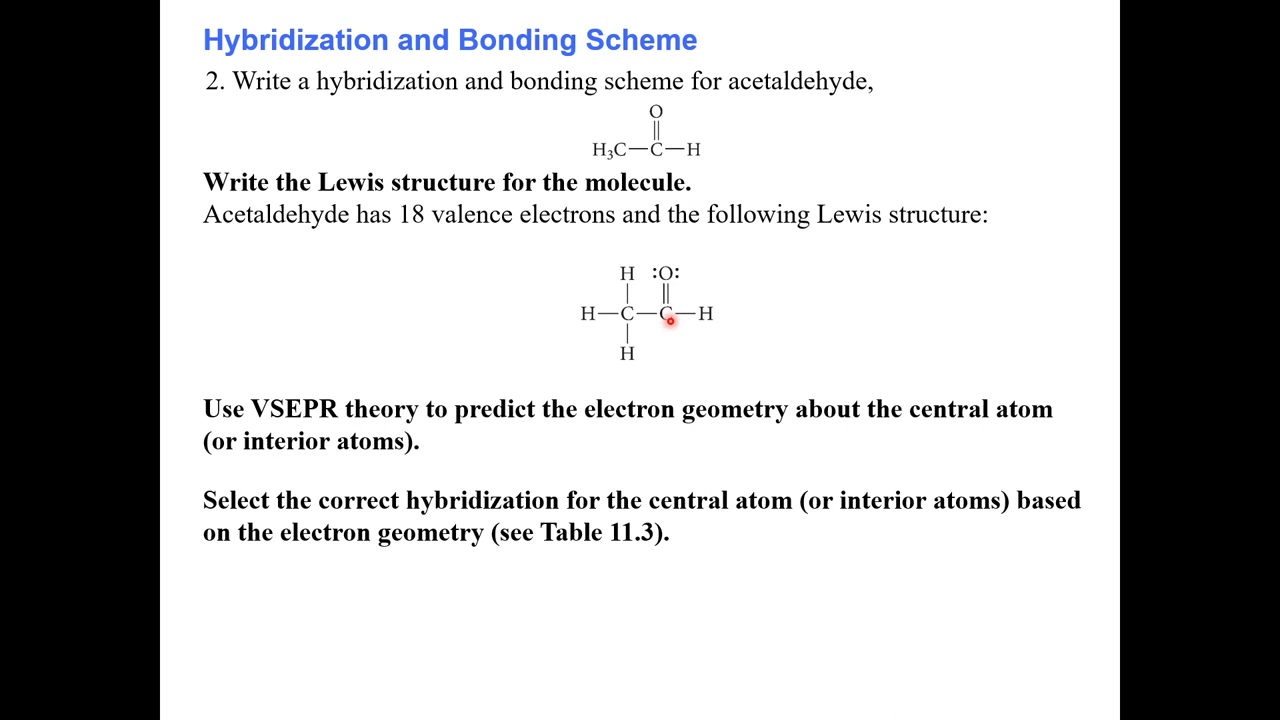 Hybridization and Bonding Scheme
2. Write a hybridization and bonding scheme for acetaldehyde,
O
||
H₃C—C—H
Write the Lewis structure for the molecule.
Acetaldehyde has 18 valence electrons and the following Lewis structure:
H :O:
| ||
H—C—C—H
|
H
Use VSEPR theory to predict the electron geometry about the central atom
(or interior atoms).
Select the correct hybridization for the central atom (or interior atoms) based
on the electron geometry (see Table 11.3).